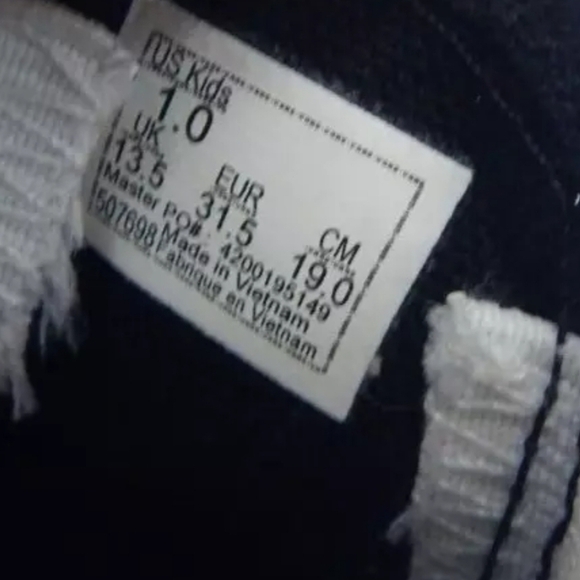 US Kids
1.0
UK EUR CM
13.5 31.5 19.0
Master PO# : 4200195149
507698 Made in Vietnam
Fabriqué en Vietnam